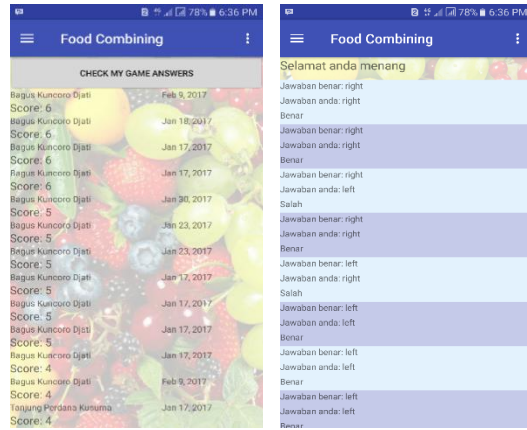 78% 6:36 PM
Food Combining
CHECK MY GAME ANSWERS
Bagus Kuncoro Djati Feb 9, 2017
Score: 6
Bagus Kuncoro Djati Jan 18, 2017
Score: 6
Bagus Kuncoro Djati Jan 17, 2017
Score: 6
Bagus Kuncoro Djati Jan 17, 2017
Score: 6
Bagus Kuncoro Djati Jan 30, 2017
Score: 5
Bagus Kuncoro Djati Jan 23, 2017
Score: 5
Bagus Kuncoro Djati Jan 23, 2017
Score: 5
Bagus Kuncoro Djati Jan 17, 2017
Score: 5
Bagus Kuncoro Djati Jan 17, 2017
Score: 5
Bagus Kuncoro Djati Jan 17, 2017
Score: 5
Bagus Kuncoro Djati Jan 17, 2017
Score: 4
Bagus Kuncoro Djati Feb 9, 2017
Score: 4
Tanjung Perdana Kusuma Jan 17, 2017
Score: 4
78% 6:36 PM
Food Combining
Selamat anda menang
Jawaban benar: right
Jawaban anda: right
Benar
Jawaban benar: right
Jawaban anda: right
Benar
Jawaban benar: right
Jawaban anda: left
Salah
Jawaban benar: right
Jawaban anda: right
Benar
Jawaban benar: left
Jawaban anda: right
Salah
Jawaban benar: left
Jawaban anda: left
Benar
Jawaban benar: left
Jawaban anda: left
Benar
Jawaban benar: left
Jawaban anda: left
Benar